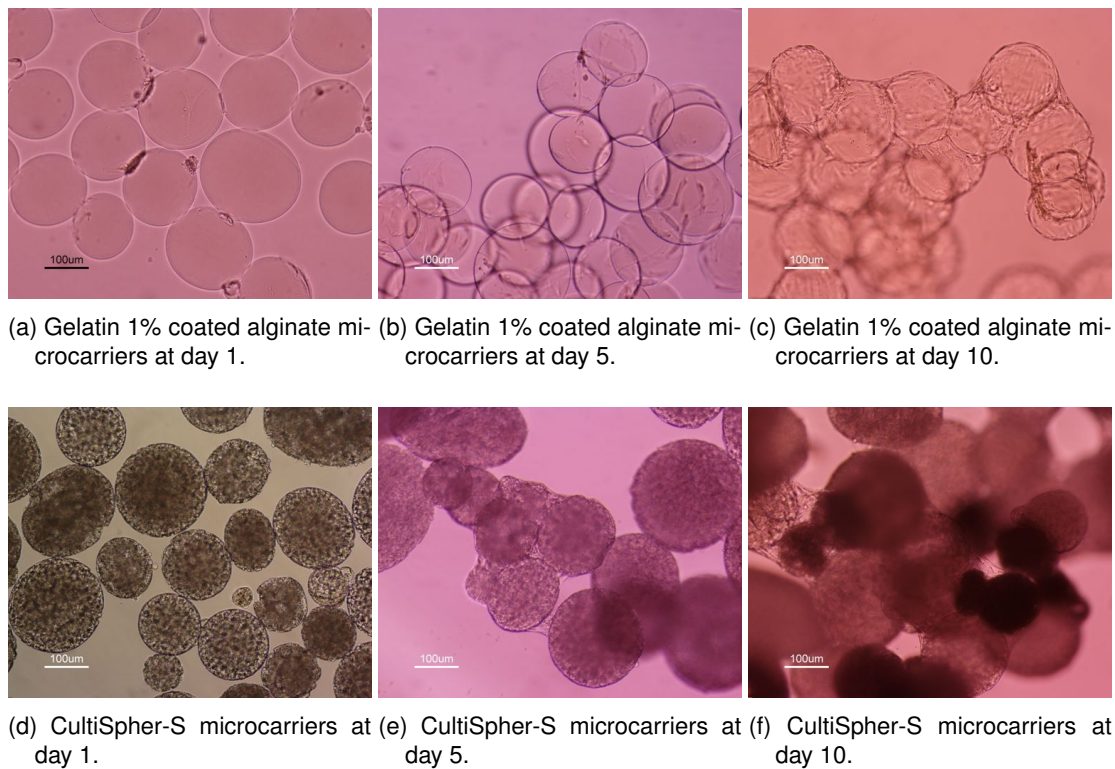 100um
100um
100um
(a) Gelatin 1% coated alginate mi-
crocarriers at day 1.
(b) Gelatin 1% coated alginate mi-
crocarriers at day 5.
(c) Gelatin 1% coated alginate mi-
crocarriers at day 10.
100um
100um
100um
(d) CultiSpher-S microcarriers at
day 1.
(e) CultiSpher-S microcarriers at
day 5.
(f) CultiSpher-S microcarriers at
day 10.